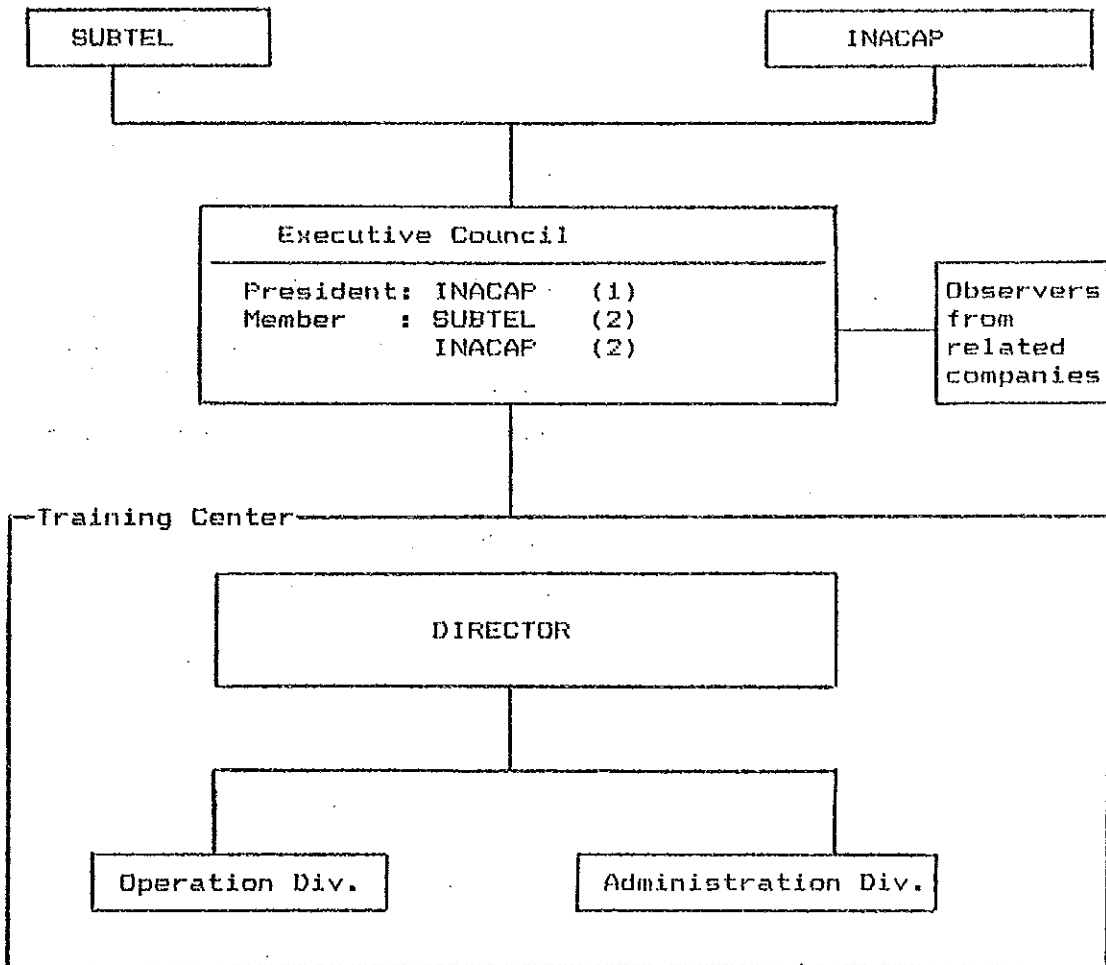 SUBTEL
INACAP
Executive Council
President: INACAP (1)
Member : SUBTEL (2)
INACAP (2)
Observers
from
related
companies
Training Center
DIRECTOR
Operation Div.
Administration Div.